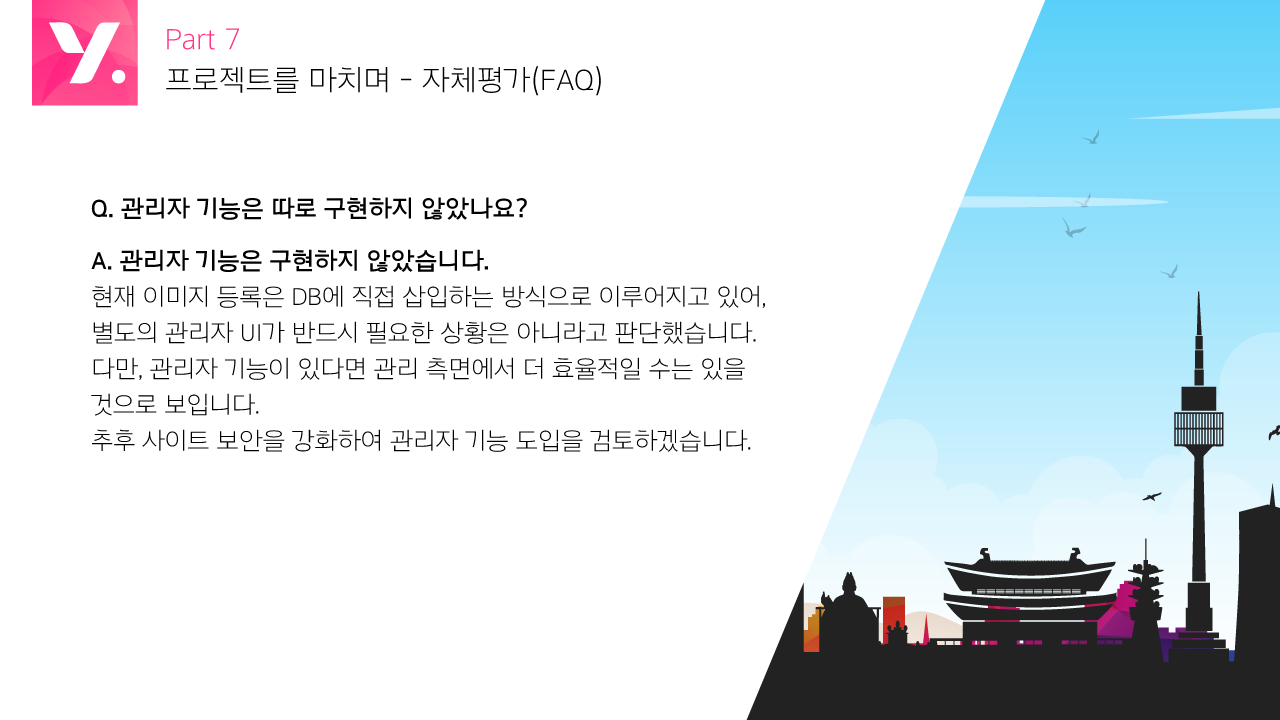 y.
Part 7
프로젝트를 마치며 - 자체평가(FAQ)
Q. 관리자 기능은 따로 구현하지 않았나요?
A. 관리자 기능은 구현하지 않았습니다.
현재 이미지 등록은 DB에 직접 삽입하는 방식으로 이루어지고 있어,
별도의 관리자 UI가 반드시 필요한 상황은 아니라고 판단했습니다.
다만, 관리자 기능이 있다면 관리 측면에서 더 효율적일 수는 있을
것으로 보입니다.
추후 사이트 보안을 강화하여 관리자 기능 도입을 검토하겠습니다.